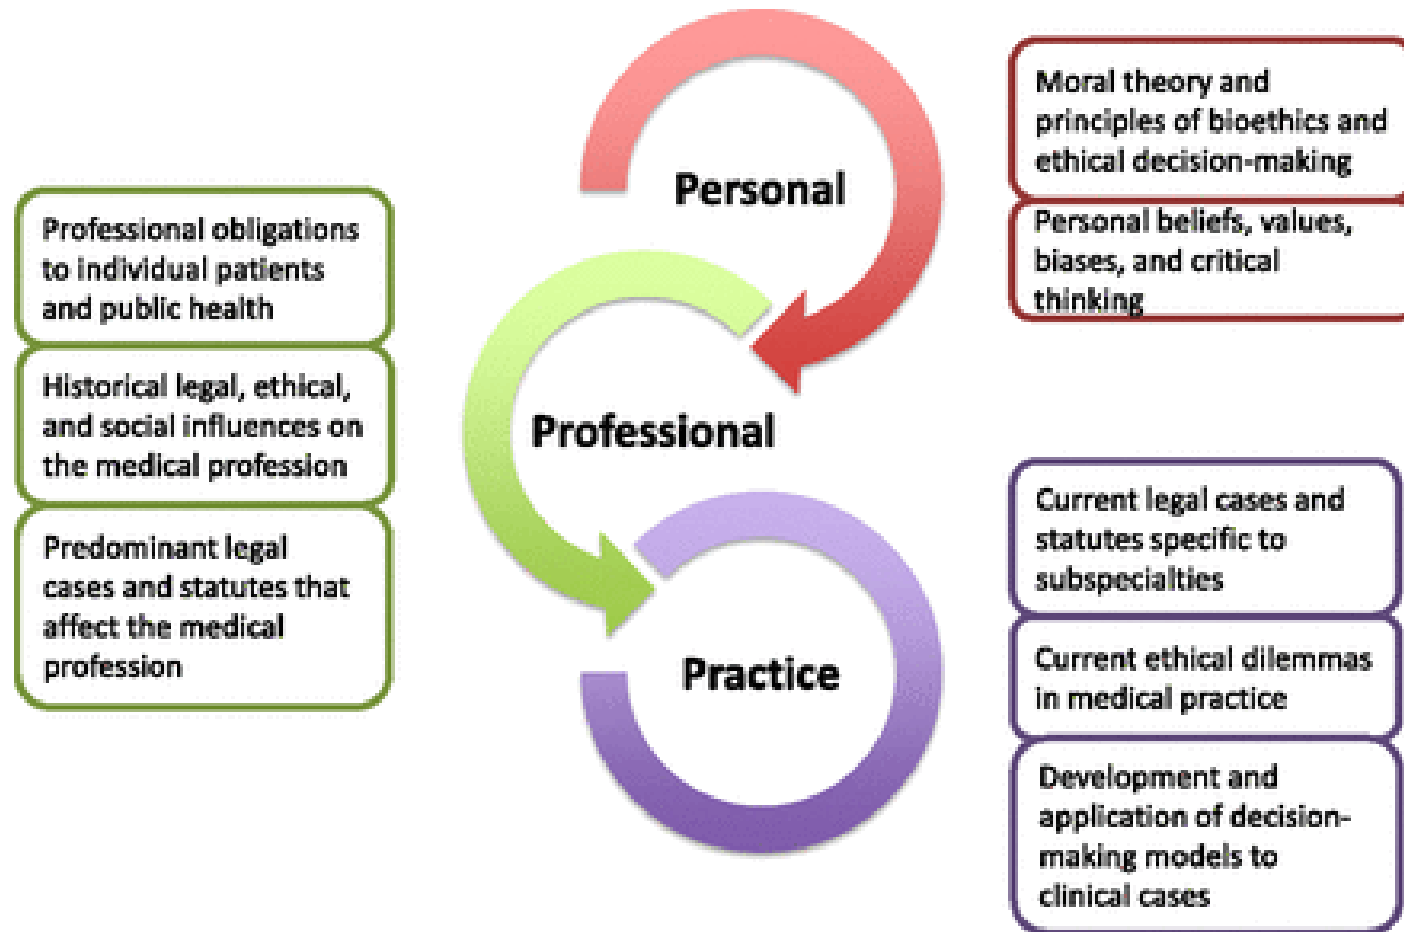 Personal
Moral theory and
principles of bioethics and
ethical decision-making
Personal beliefs, values,
biases, and critical
thinking
Professional
Professional obligations
to individual patients
and public health
Historical legal, ethical,
and social influences on
the medical profession
Predominant legal
cases and statutes that
affect the medical
profession
Practice
Current legal cases and
statutes specific to
subspecialties
Current ethical dilemmas
in medical practice
Development and
application of decision-
making models to
clinical cases